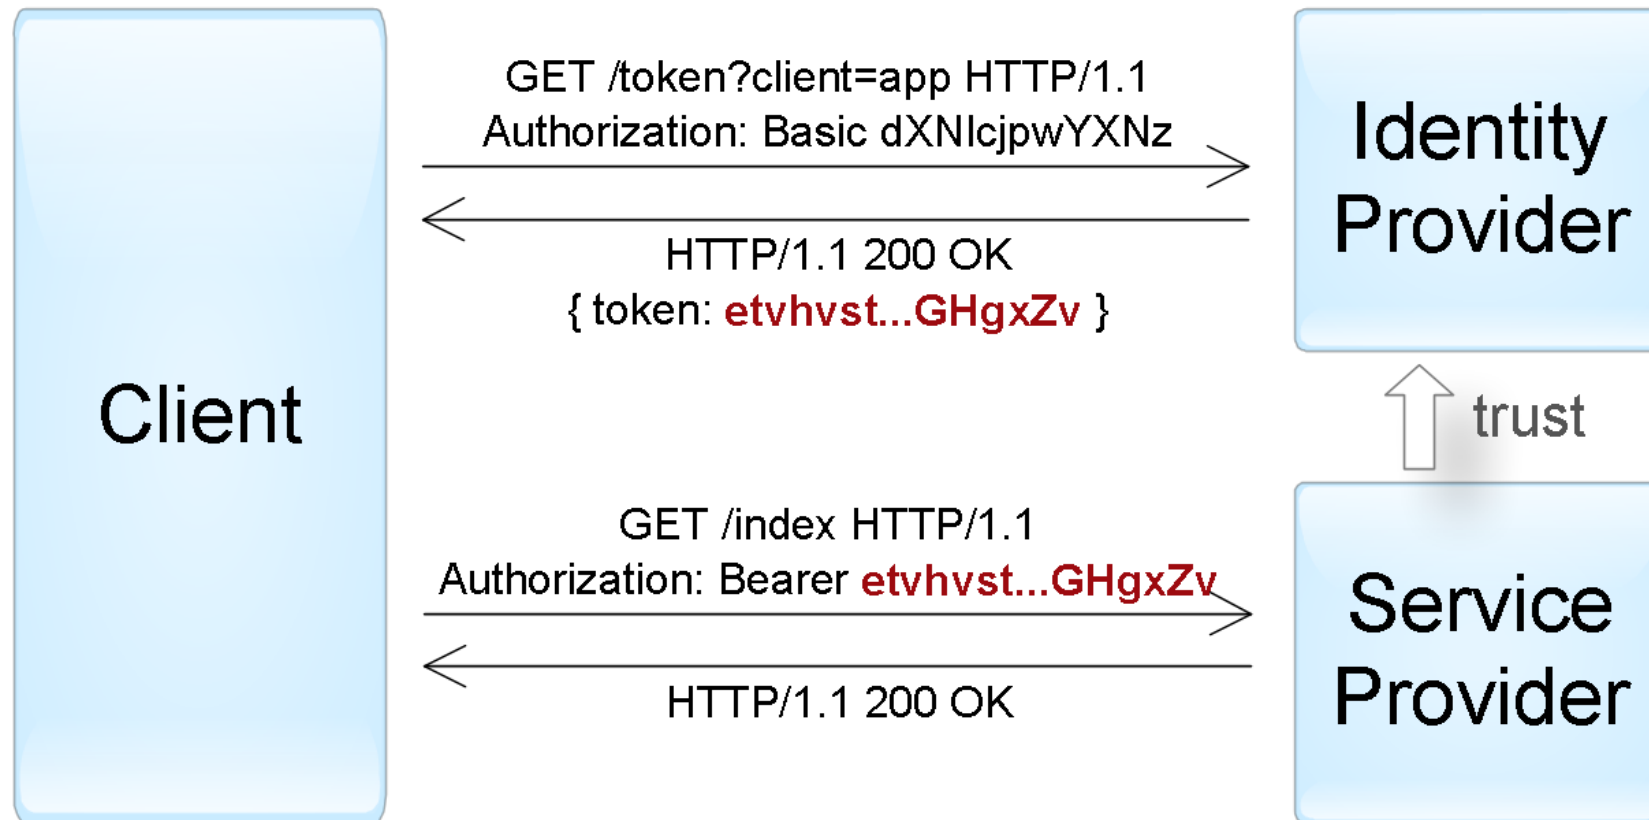 Client
GET /token?client=app HTTP/1.1
Authorization: Basic dXNlcjpwYXNz
HTTP/1.1 200 OK
{ token: etvhvst...GHgxZv }
Identity
Provider
trust
GET /index HTTP/1.1
Authorization: Bearer etvhvst...GHgxZv
HTTP/1.1 200 OK
Service
Provider